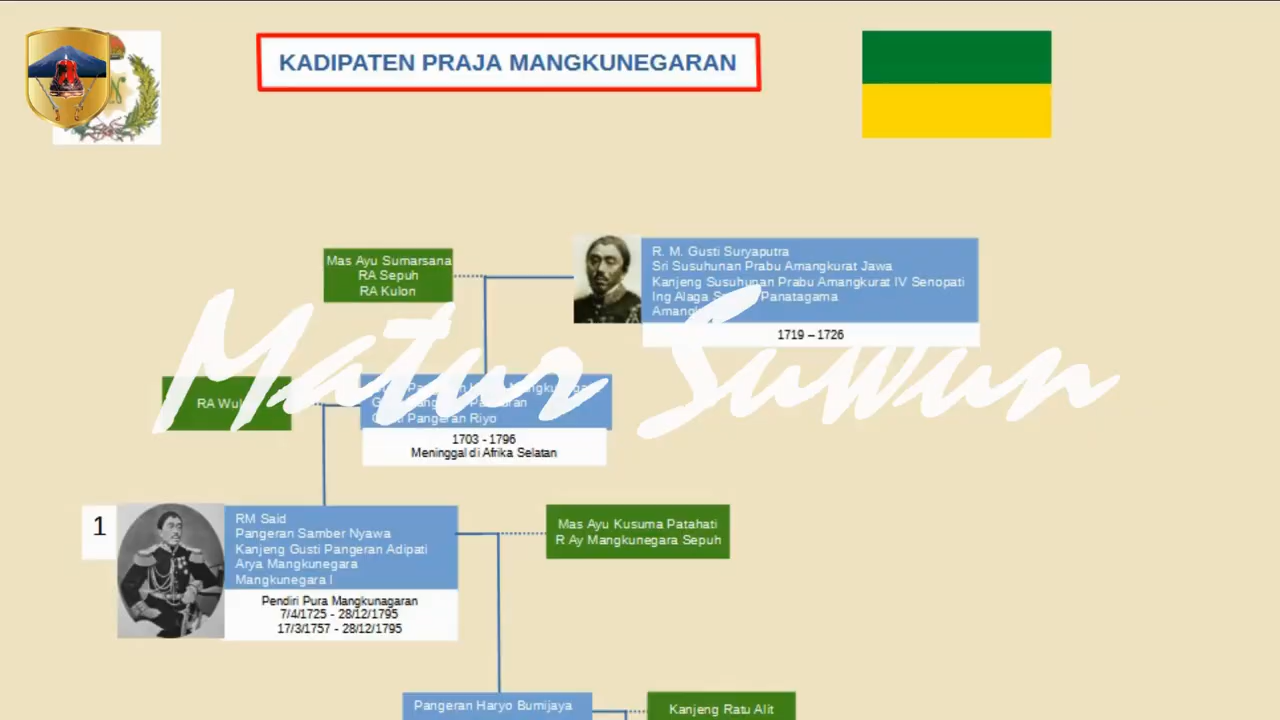 KADIPATEN PRAJA MANGKUNEGARAN
N
Mas Ayu Sumarsana
RA Sepuh
RA Kulon
R. M. Gusti Suryaputra
Sri Susuhunan Prabu Amangkurat Jawa
Kanjeng Susuhunan Prabu Amangkurat IV Senopati
Ing Alaga Panatagama
1719 – 1726
Matur Suwun
RA
Pangeran
Pangeran Riyo
1703 - 1796
Meninggal di Afrika Selatan
1
RM Said
Pangeran Samber Nyawa
Kanjeng Gusti Pangeran Adipati
Arya Mangkunegara
Mangkunegara I
Pendiri Pura Mangkunagaran
7/4/1725 - 28/12/1795
17/3/1757 - 28/12/1795
Mas Ayu Kusuma Patahati
R Ay Mangkunegara Sepuh
Pangeran Haryo Bumijaya
Kanjeng Ratu Alit